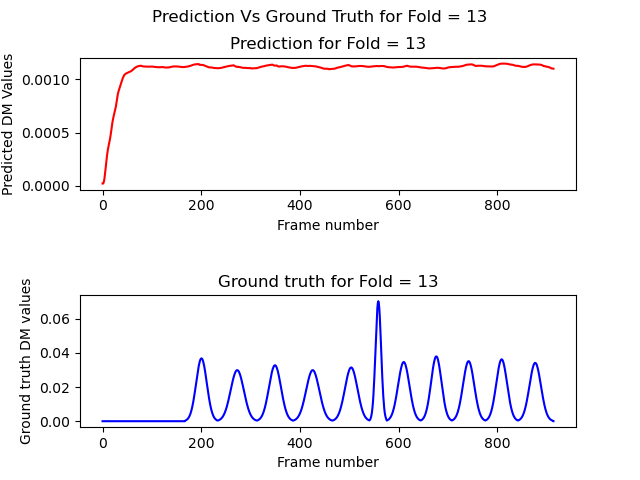 Prediction Vs Ground Truth for Fold = 13
Prediction for Fold = 13
Predicted DM Values
0.0010
0.0005
0.0000
0 200 400 600 800
Frame number
Ground truth for Fold = 13
Ground truth DM values
0.06
0.04
0.02
0.00
0 200 400 600 800
Frame number